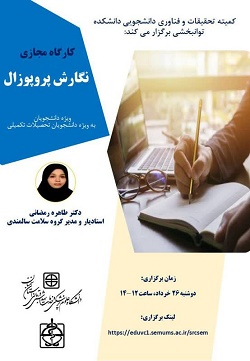 کمیته تحقیقات و فناوری دانشجویی دانشکده
توانبخشی برگزار می کند:
کارگاه مجازی
نگارش پروپوزال
ویژه دانشجویان
به ویژه دانشجویان تحصیلات تکمیلی
دکتر طاهره رمضانی
استادیار و مدیر گروه سلامت سالمندی
زمان برگزاری:
دوشنبه ۲۶ خرداد، ساعت ۱۲-۱۴
لینک برگزاری:
https://eduvc1.semums.ac.ir/srcsem